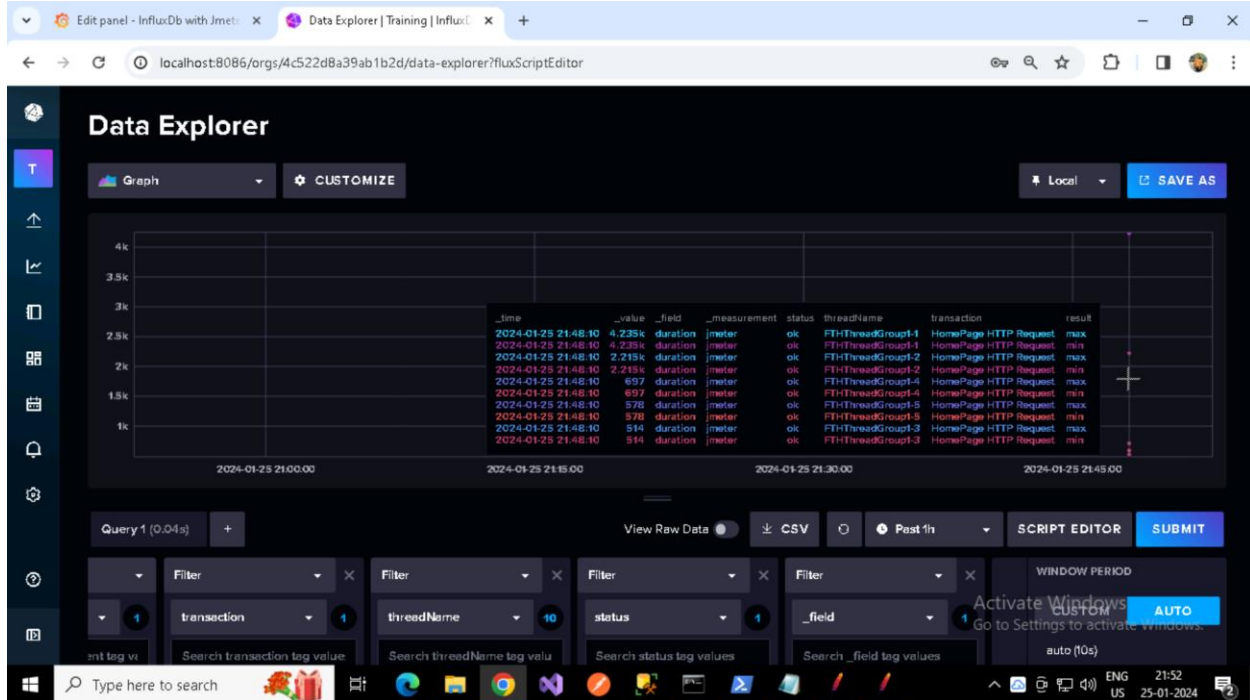 Edit panel - InfluxDb with Jmete
Data Explorer | Training | InfluxD
localhost:8086/orgs/4c522d8a39ab1b2d/data-explorer?fluxScriptEditor
Data Explorer
T
Graph
CUSTOMIZE
Local
SAVE AS
4k
3.5k
3k
2.5k
2k
1.5k
1k
_time _value _field _measurement status threadName transaction result
2024-01-25 21:48:10 4.235k duration jmeter ok FTHThreadGroup1-1 HomePage HTTP Request max
2024-01-25 21:48:10 4.235k duration jmeter ok FTHThreadGroup1-1 HomePage HTTP Request min
2024-01-25 21:48:10 2.215k duration jmeter ok FTHThreadGroup1-2 HomePage HTTP Request max
2024-01-25 21:48:10 2.215k duration jmeter ok FTHThreadGroup1-2 HomePage HTTP Request min
2024-01-25 21:48:10 697 duration jmeter ok FTHThreadGroup1-4 HomePage HTTP Request max
2024-01-25 21:48:10 697 duration jmeter ok FTHThreadGroup1-4 HomePage HTTP Request min
2024-01-25 21:48:10 578 duration jmeter ok FTHThreadGroup1-5 HomePage HTTP Request max
2024-01-25 21:48:10 578 duration jmeter ok FTHThreadGroup1-5 HomePage HTTP Request min
2024-01-25 21:48:10 514 duration jmeter ok FTHThreadGroup1-3 HomePage HTTP Request max
2024-01-25 21:48:10 514 duration jmeter ok FTHThreadGroup1-3 HomePage HTTP Request min
2024-01-25 21:00:00 2024-01-25 21:15:00 2024-01-25 21:30:00 2024-01-25 21:45:00
Query 1 (0.04s) +
View Raw Data
CSV
Past 1h
SCRIPT EDITOR
SUBMIT
Filter Filter Filter Filter
WINDOW PERIOD
1 transaction 1 threadName 10 status 1 _field 1
CUSTOM AUTO
Activate Windows
Go to Settings to activate Windows.
ent tag va Search transaction tag value: Search threadName tag valu Search status tag values Search _field tag values
auto (10s)
Type here to search
ENG
US
21:52
25-01-2024
2